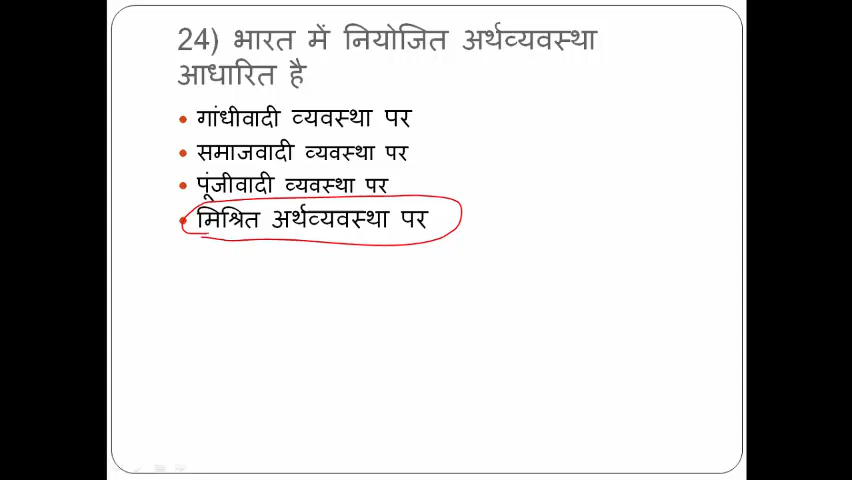 24) भारत में नियोजित अर्थव्यवस्था
आधारित है
• गांधीवादी व्यवस्था पर
• समाजवादी व्यवस्था पर
• पूंजीवादी व्यवस्था पर
• मिश्रित अर्थव्यवस्था पर